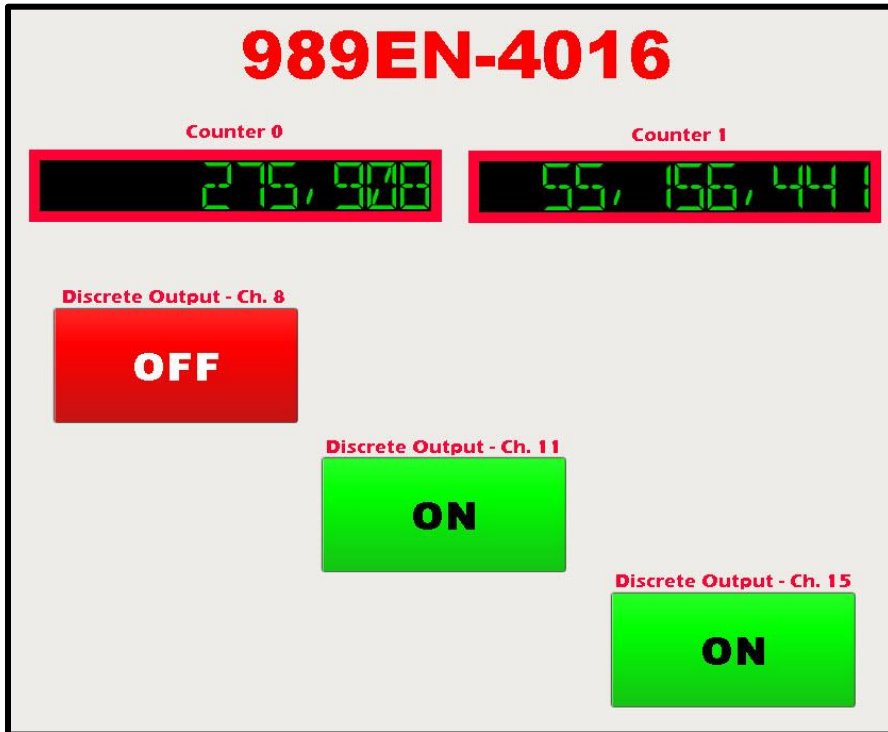 989EN-4016
Counter 0
Counter 1
275,908
55,156,441
Discrete Output - Ch. 8
OFF
Discrete Output - Ch. 11
ON
Discrete Output - Ch. 15
ON